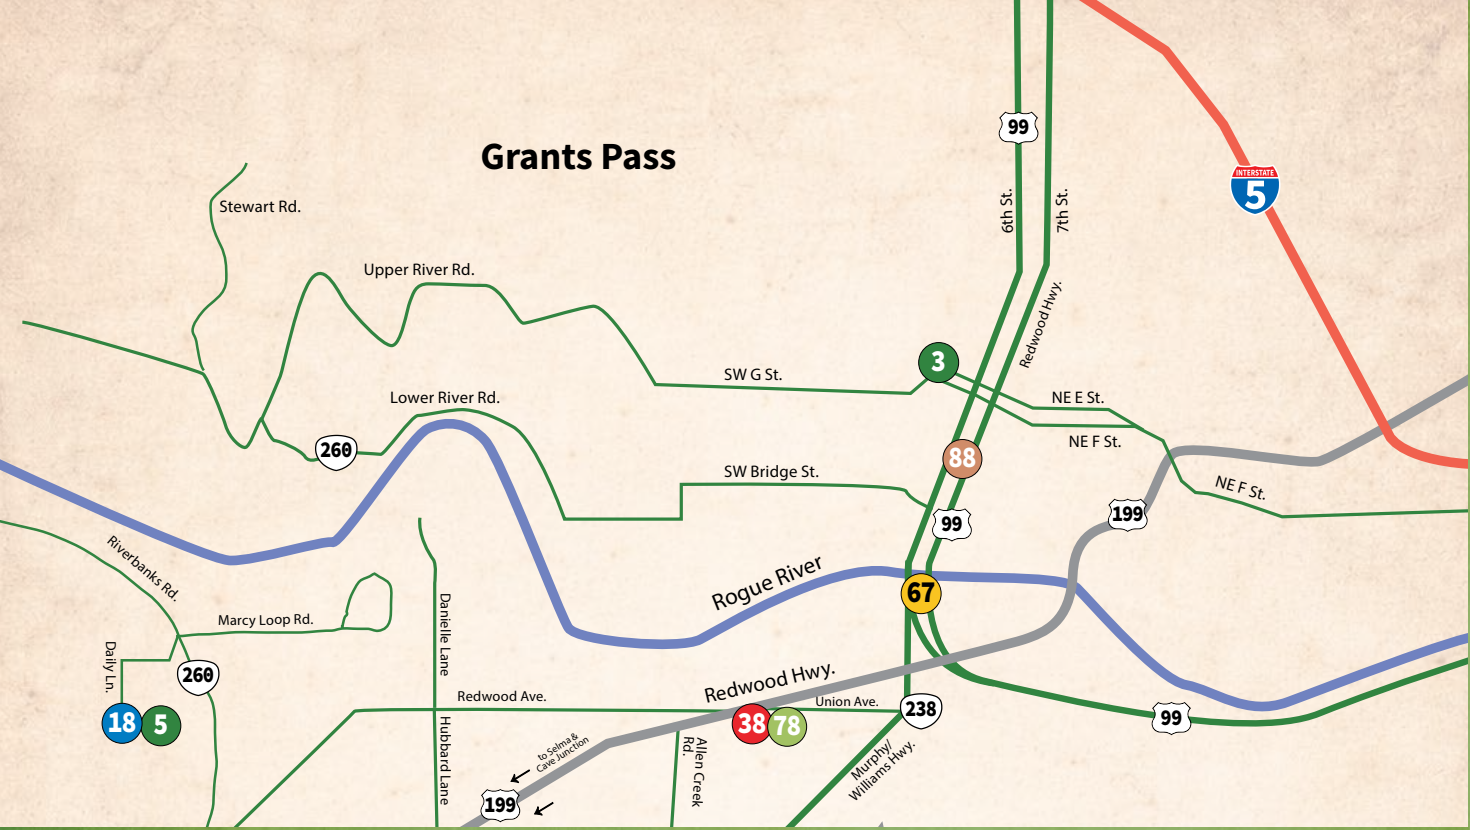 99
Grants Pass
INTERSTATE
5
6th St.
7th St.
Stewart Rd.
Upper River Rd.
Redwood Hwy.
3
SW G St.
NE E St.
Lower River Rd.
NE F St.
260
88
SW Bridge St.
NE F St.
199
99
Riverbanks Rd.
Rogue River
67
Marcy Loop Rd.
Danielle Lane
Daily Ln.
260
Redwood Hwy.
Redwood Ave.
Union Ave.
238
99
18
5
38
78
Hubbard Lane
to Selma &
Cave Junction
Allen Creek
Rd.
Murphy/
Williams Hwy.
199